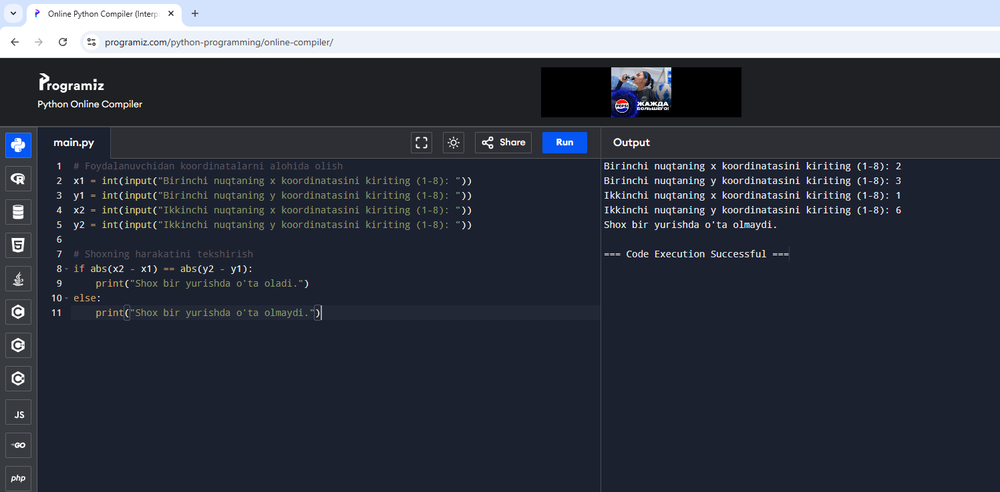 Online Python Compiler (Interp
programiz.com/python-programming/online-compiler/
Programiz
Python Online Compiler
PEPSI
ЖАЖДА
БОЛЬШЕГО!
main.py
Share
Run
Output
1 # Foydalanuvchidan koordinatalarni alohida olish
2 x1 = int(input("Birinchi nuqtaning x koordinatasini kiriting (1-8): "))
3 y1 = int(input("Birinchi nuqtaning y koordinatasini kiriting (1-8): "))
4 x2 = int(input("Ikkinchi nuqtaning x koordinatasini kiriting (1-8): "))
5 y2 = int(input("Ikkinchi nuqtaning y koordinatasini kiriting (1-8): "))
6
7 # Shoxning harakatini tekshirish
8 if abs(x2 - x1) == abs(y2 - y1):
9     print("Shox bir yurishda o'ta oladi.")
10 else:
11     print("Shox bir yurishda o'ta olmaydi.")
Birinchi nuqtaning x koordinatasini kiriting (1-8): 2
Birinchi nuqtaning y koordinatasini kiriting (1-8): 3
Ikkinchi nuqtaning x koordinatasini kiriting (1-8): 1
Ikkinchi nuqtaning y koordinatasini kiriting (1-8): 6
Shox bir yurishda o'ta olmaydi.
=== Code Execution Successful ===
R
5
C
C
C
JS
GO
php